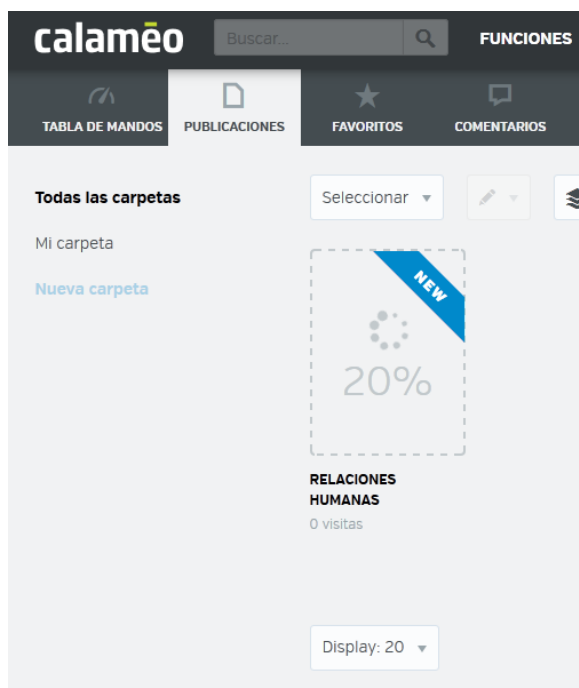 calamēo
Buscar...
FUNCIONES
TABLA DE MANDOS
PUBLICACIONES
FAVORITOS
COMENTARIOS
Todas las carpetas
Seleccionar
Mi carpeta
Nueva carpeta
NEW
20%
RELACIONES
HUMANAS
0 visitas
Display: 20